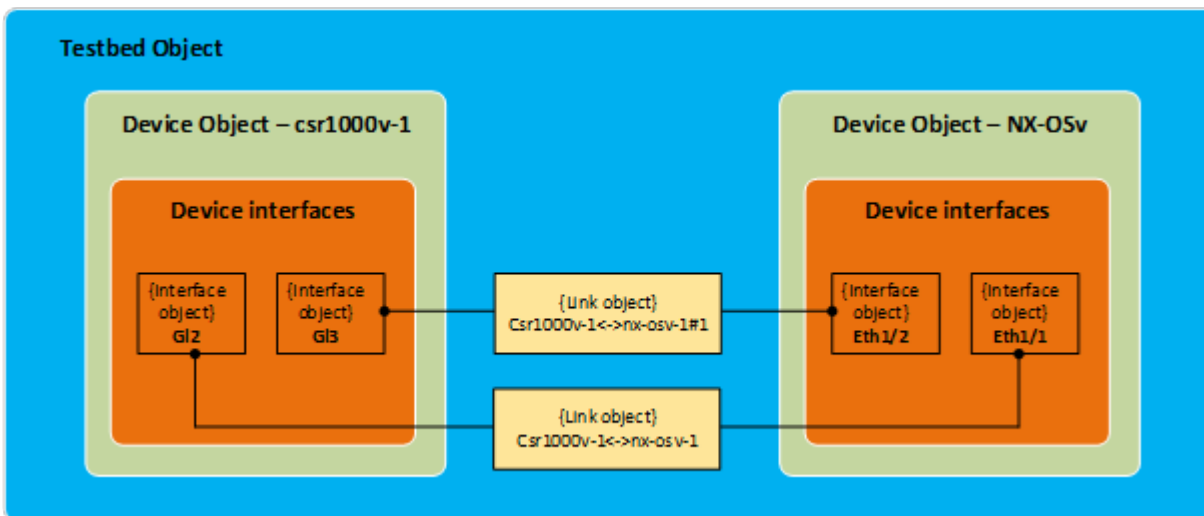 Testbed Object
Device Object – csr1000v-1
Device interfaces
{Interface
object}
GI2
{Interface
object}
GI3
{Link object}
Csr1000v-1<->nx-osv-1#1
{Link object}
Csr1000v-1<->nx-osv-1
Device Object – NX-OSv
Device interfaces
{Interface
object}
Eth1/2
{Interface
object}
Eth1/1